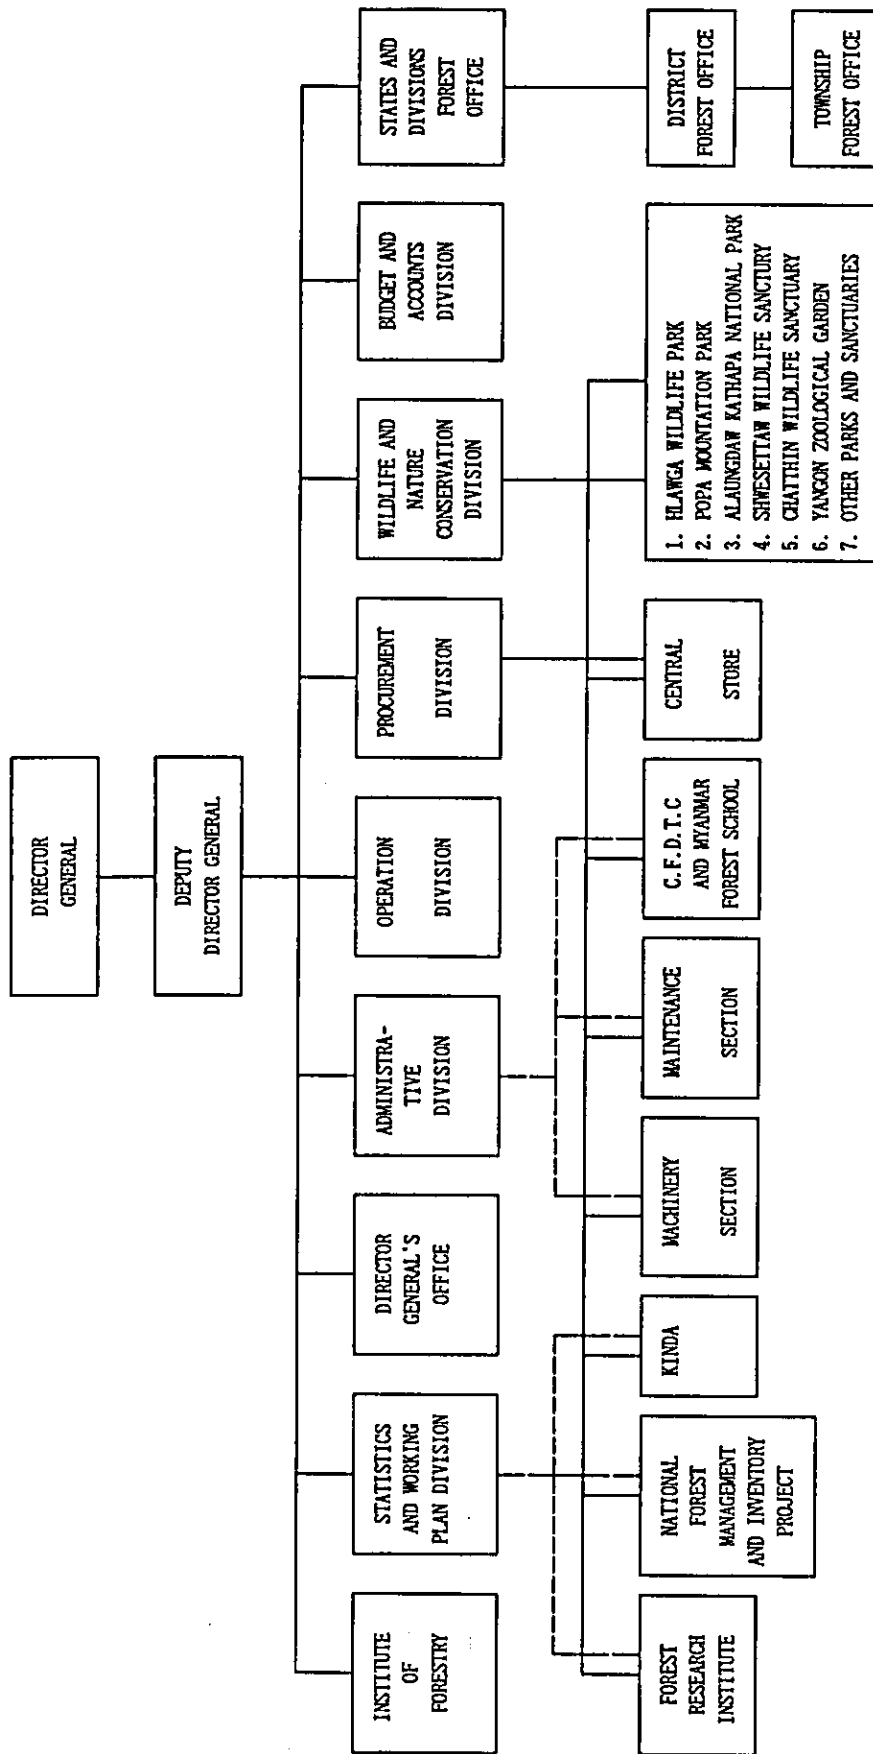 DIRECTOR
GENERAL
DEPUTY
DIRECTOR GENERAL
INSTITUTE
OF
FORESTRY
STATISTICS
AND WORKING
PLAN DIVISION
DIRECTOR
GENERAL'S
OFFICE
ADMINISTRA-
TIVE
DIVISION
OPERATION
DIVISION
PROCUREMENT
DIVISION
WILDLIFE AND
NATURE
CONSERVATION
DIVISION
BUDGET AND
ACCOUNTS
DIVISION
STATES AND
DIVISIONS
FOREST
OFFICE
FOREST
RESEARCH
INSTITUTE
NATIONAL
FOREST
MANAGEMENT
AND INVENTORY
PROJECT
KINDA
MACHINERY
SECTION
MAINTENANCE
SECTION
C.F.D.T.C
AND MYANMAR
FOREST SCHOOL
CENTRAL
STORE
1. HLAWGA WILDLIFE PARK
2. POPA MOUNTATION PARK
3. ALAUNGDAW KATHAPA NATIONAL PARK
4. SHWESETTAW WILDLIFE SANCTURY
5. CHATTHIN WILDLIFE SANCTUARY
6. YANGON ZOOLOGICAL GARDEN
7. OTHER PARKS AND SANCTUARIES
DISTRICT
FOREST OFFICE
TOWNSHIP
FOREST OFFICE